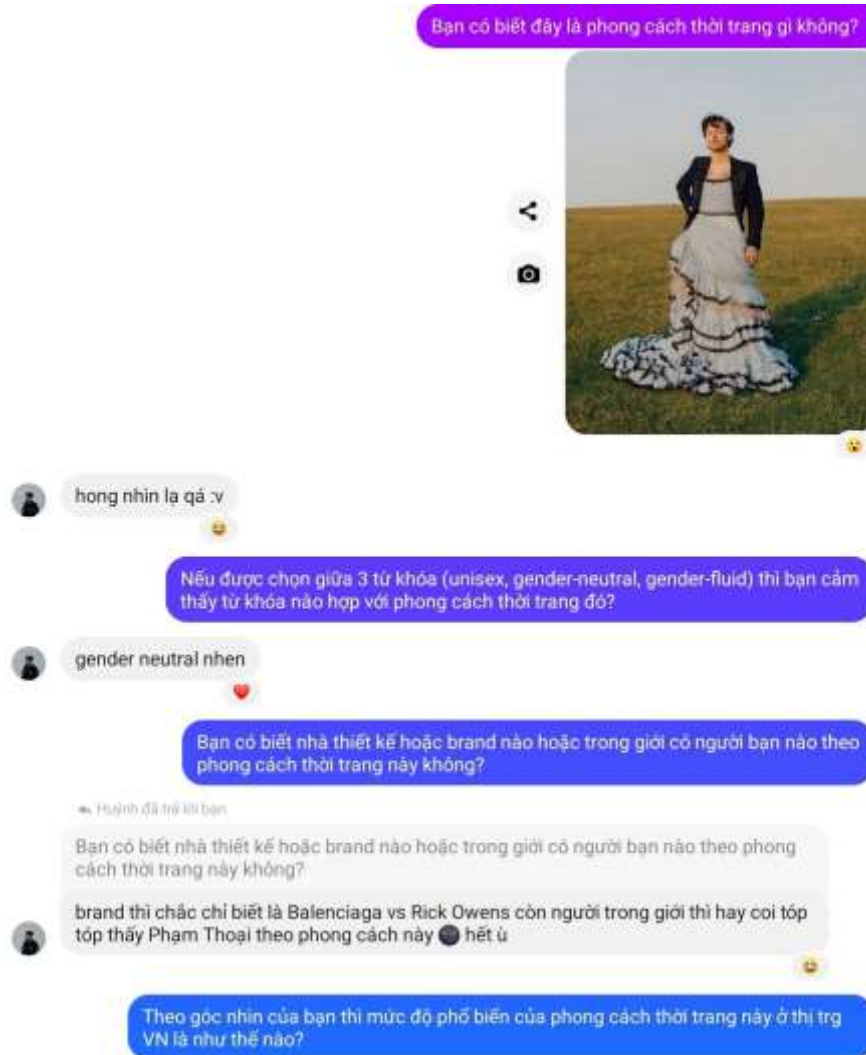 Bạn có biết đây là phong cách thời trang gì không?
hong nhìn lạ qá :v
Nếu được chọn giữa 3 từ khóa (unisex, gender-neutral, gender-fluid) thì bạn cảm
thấy từ khóa nào hợp với phong cách thời trang đó?
gender neutral nhen
Bạn có biết nhà thiết kế hoặc brand nào hoặc trong giới có người bạn nào theo
phong cách thời trang này không?
Huỳnh đã trả lời bạn
Bạn có biết nhà thiết kế hoặc brand nào hoặc trong giới có người bạn nào theo phong
cách thời trang này không?
brand thì chắc chỉ biết là Balenciaga vs Rick Owens còn người trong giới thì hay coi tóp
tóp thấy Phạm Thoại theo phong cách này 🌚 hết ù
Theo góc nhìn của bạn thì mức độ phổ biến của phong cách thời trang này ở thị trg
VN là như thế nào?